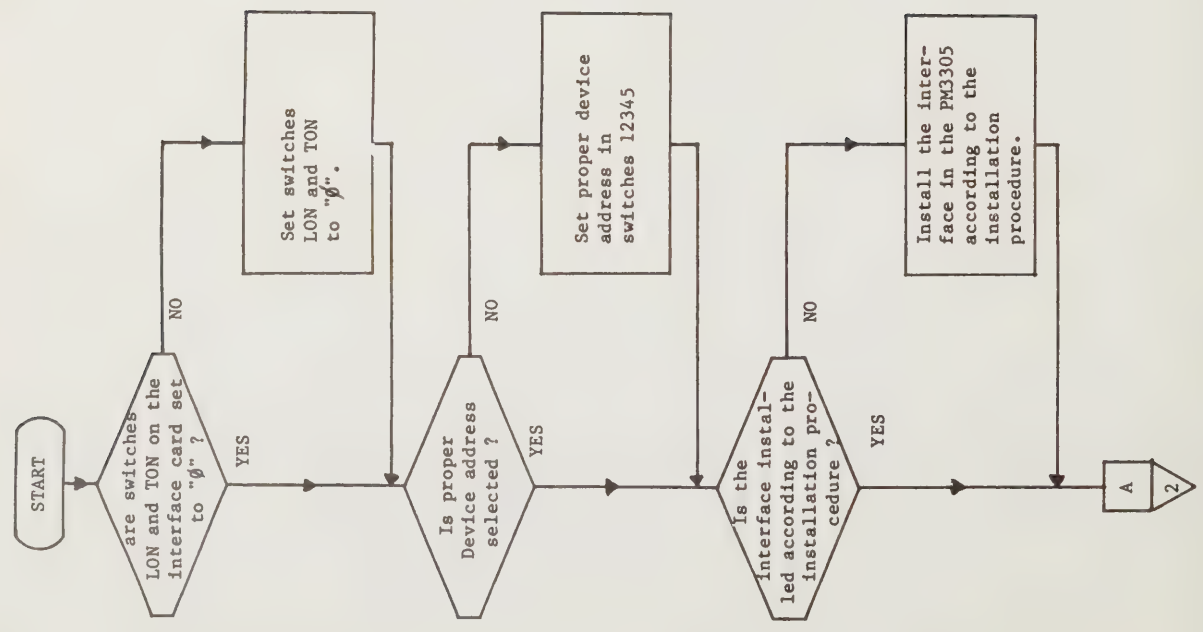 START
are switches
LON and TON on the
interface card set
to "Ø" ?
NO
YES
Set switches
LON and TON
to "Ø".
Is proper
Device address
selected ?
NO
YES
Set proper device
address in
switches 12345
Is the
interface instal-
led according to the
installation pro-
cedure ?
NO
YES
Install the inter-
face in the PM3305
according to the
installation
procedure.
A
2